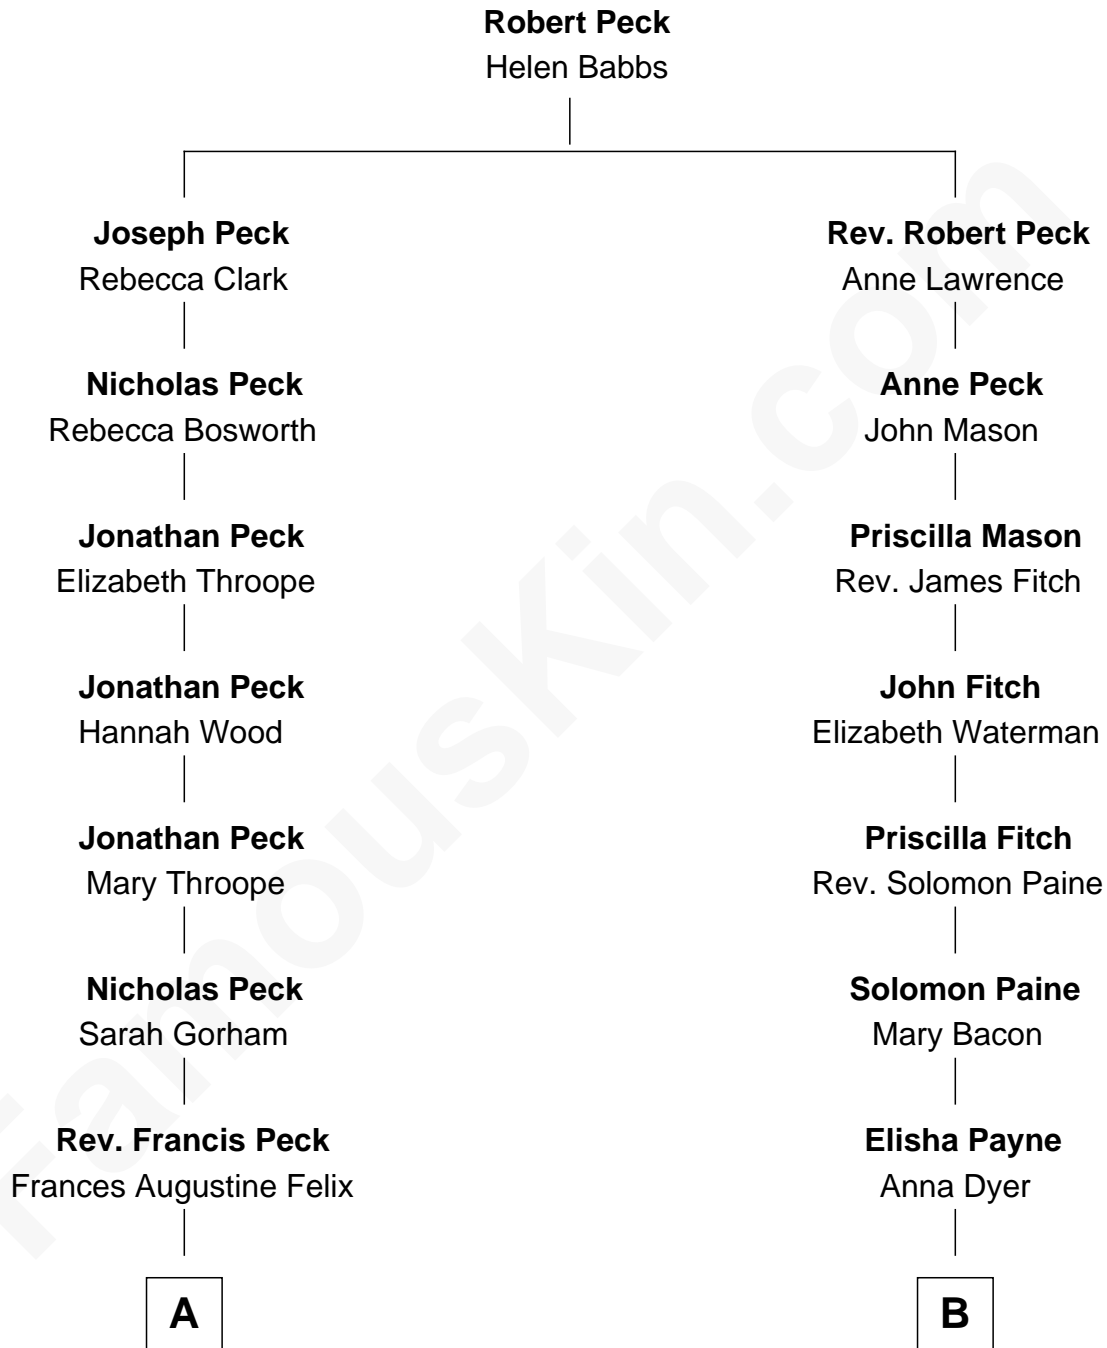 Robert Peck
Helen Babbs
Joseph Peck
Rebecca Clark
Rev. Robert Peck
Anne Lawrence
Nicholas Peck
Rebecca Bosworth
Anne Peck
John Mason
Jonathan Peck
Elizabeth Throope
Priscilla Mason
Rev. James Fitch
Jonathan Peck
Hannah Wood
John Fitch
Elizabeth Waterman
Jonathan Peck
Mary Throope
Priscilla Fitch
Rev. Solomon Paine
Nicholas Peck
Sarah Gorham
Solomon Paine
Mary Bacon
Rev. Francis Peck
Frances Augustine Felix
Elisha Payne
Anna Dyer
A
B
FamousKin.com